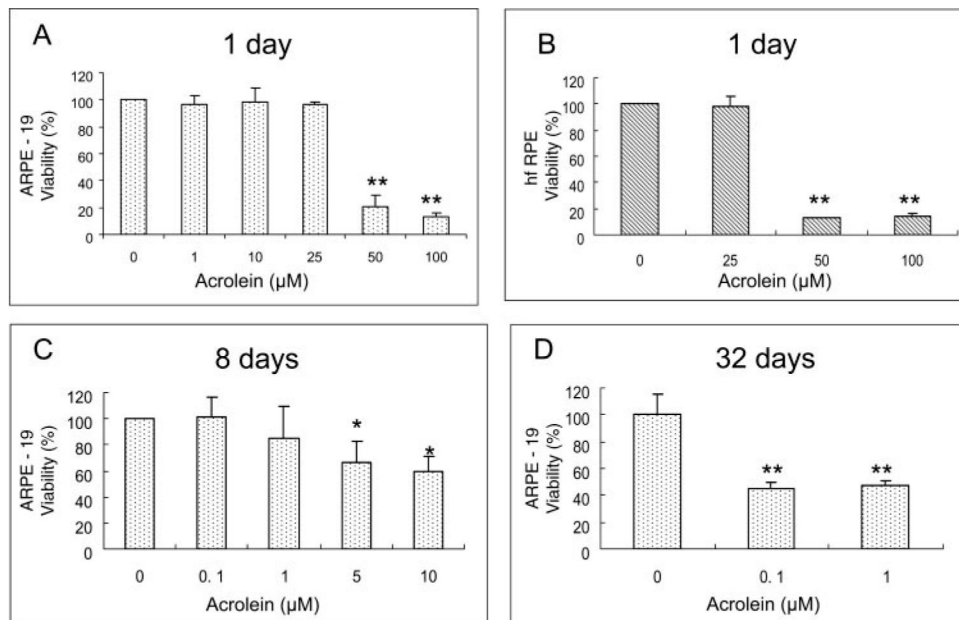 A
1 day
120
100
80
60
40
20
0
ARPE - 19
Viability (%)
**
**
0 1 10 25 50 100
Acrolein (µM)
B
1 day
120
100
80
60
40
20
0
hf RPE
Viability (%)
**
**
0 25 50 100
Acrolein (µM)
C
8 days
120
100
80
60
40
20
0
ARPE - 19
Viability (%)
*
*
0 0. 1 1 5 10
Acrolein (µM)
D
32 days
120
100
80
60
40
20
0
ARPE - 19
Viability (%)
**
**
0 0. 1 1
Acrolein (µM)